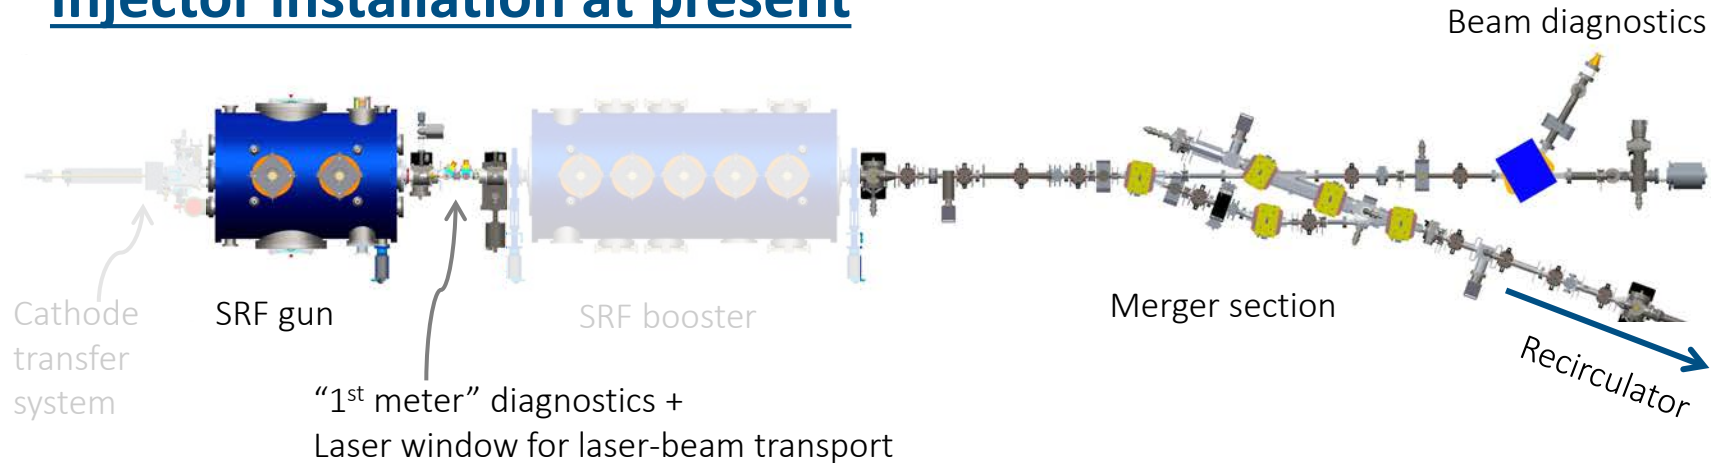 Injector installation at present
Beam diagnostics
Cathode
transfer
system
SRF gun
SRF booster
Merger section
Recirculator
“1st meter” diagnostics +
Laser window for laser-beam transport